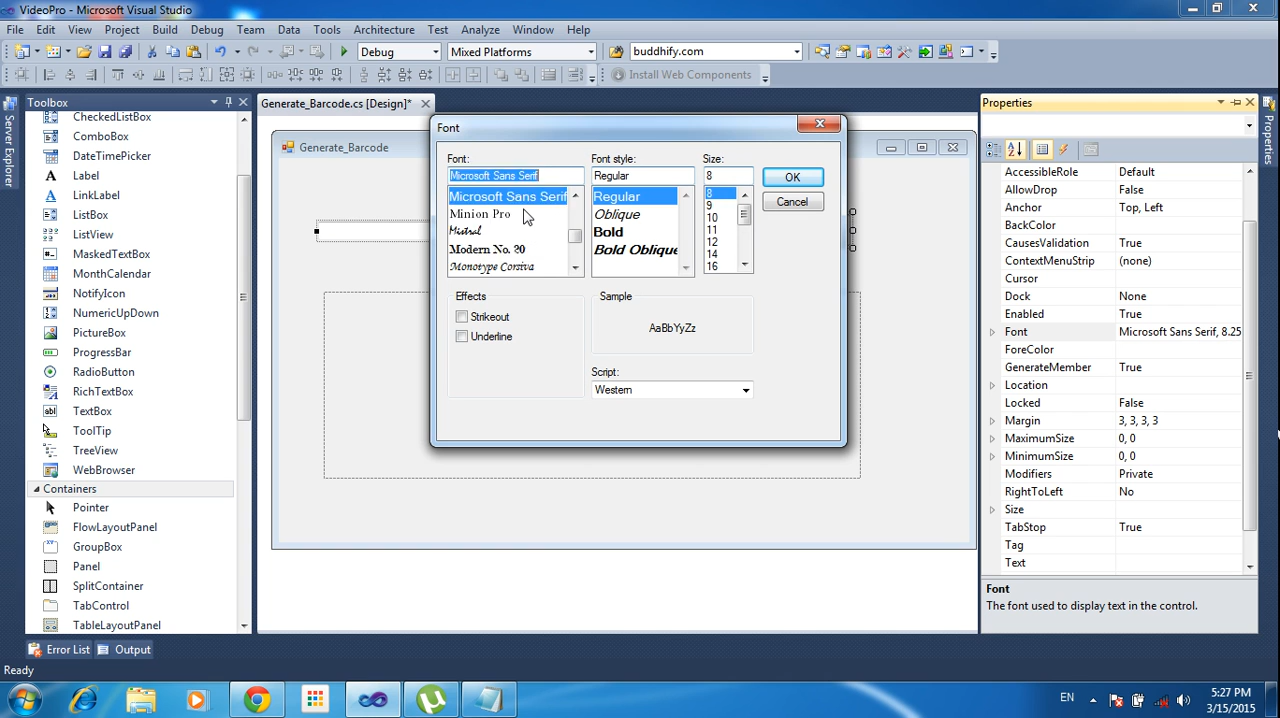 VideoPro - Microsoft Visual Studio
File Edit View Project Build Debug Team Data Tools Architecture Test Analyze Window Help
Debug Mixed Platforms buddhify.com
Install Web Components
Server Explorer
Toolbox
CheckedListBox
ComboBox
DateTimePicker
Label
LinkLabel
ListBox
ListView
MaskedTextBox
MonthCalendar
NotifyIcon
NumericUpDown
PictureBox
ProgressBar
RadioButton
RichTextBox
TextBox
ToolTip
TreeView
WebBrowser
Containers
Pointer
FlowLayoutPanel
GroupBox
Panel
SplitContainer
TabControl
TableLayoutPanel
Generate_Barcode.cs [Design]*
Generate_Barcode
Font
Font:
Microsoft Sans Serif
Microsoft Sans Serif
Minion Pro
Mistral
Modern No. 20
Monotype Corsiva
Font style:
Regular
Regular
Oblique
Bold
Bold Oblique
Size:
8
8
9
10
11
12
14
16
OK
Cancel
Effects
Strikeout
Underline
Sample
AaBbYyZz
Script:
Western
Properties
Properties
AccessibleRole Default
AllowDrop False
Anchor Top, Left
BackColor
CausesValidation True
ContextMenuStrip (none)
Cursor
Dock None
Enabled True
Font Microsoft Sans Serif, 8.25
ForeColor
GenerateMember True
Location
Locked False
Margin 3, 3, 3, 3
MaximumSize 0, 0
MinimumSize 0, 0
Modifiers Private
RightToLeft No
Size
TabStop True
Tag
Text
Font
The font used to display text in the control.
Error List Output
Ready
EN
5:27 PM
3/15/2015